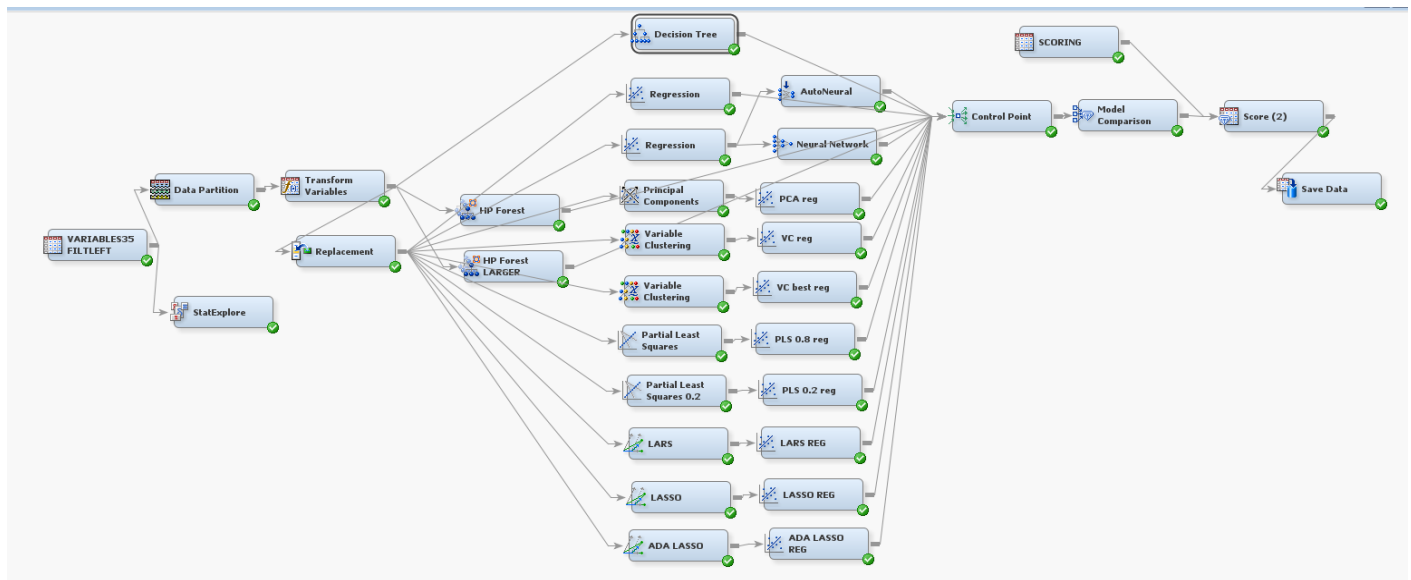 Decision Tree
SCORING
Regression
AutoNeural
Control Point
Model
Comparison
Score (2)
Regression
Neural Network
Data Partition
Transform
Variables
HP Forest
Principal
Components
PCA reg
Save Data
VARIABLES35
FILTLEFT
Replacement
HP Forest
LARGER
Variable
Clustering
VC reg
StatExplore
Variable
Clustering
VC best reg
Partial Least
Squares
PLS 0.8 reg
Partial Least
Squares 0.2
PLS 0.2 reg
LARS
LARS REG
LASSO
LASSO REG
ADA LASSO
ADA LASSO
REG